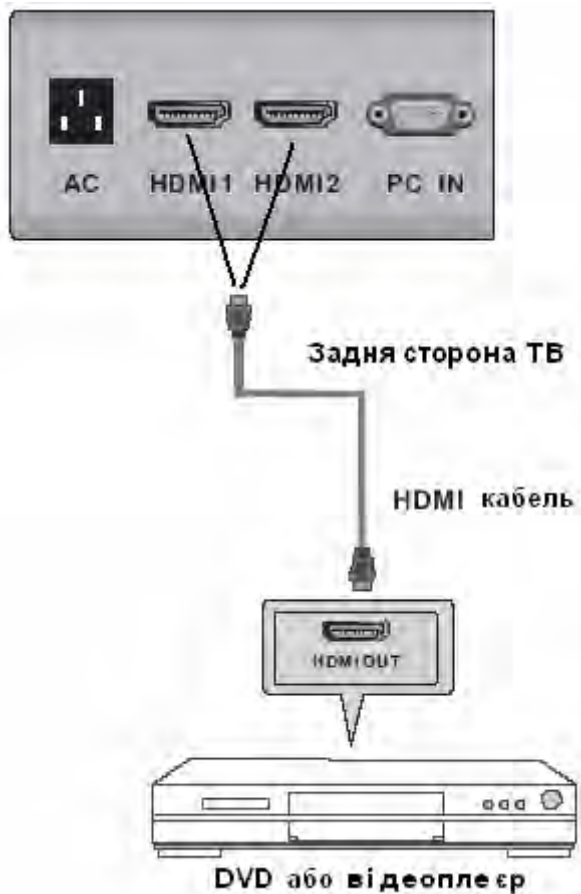 AC HDMI1 HDMI2 PC IN
Задня сторона ТВ
HDMI кабель
HDMI OUT
DVD або відеоплеєр